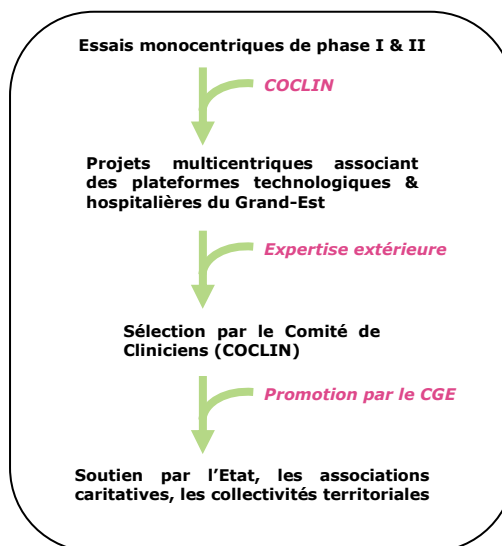 Essais monocentriques de phase I & II
COCLIN
Projets multicentriques associant
des plateformes technologiques &
hospitalières du Grand-Est
Expertise extérieure
Sélection par le Comité de
Cliniciens (COCLIN)
Promotion par le CGE
Soutien par l’Etat, les associations
caritatives, les collectivités territoriales